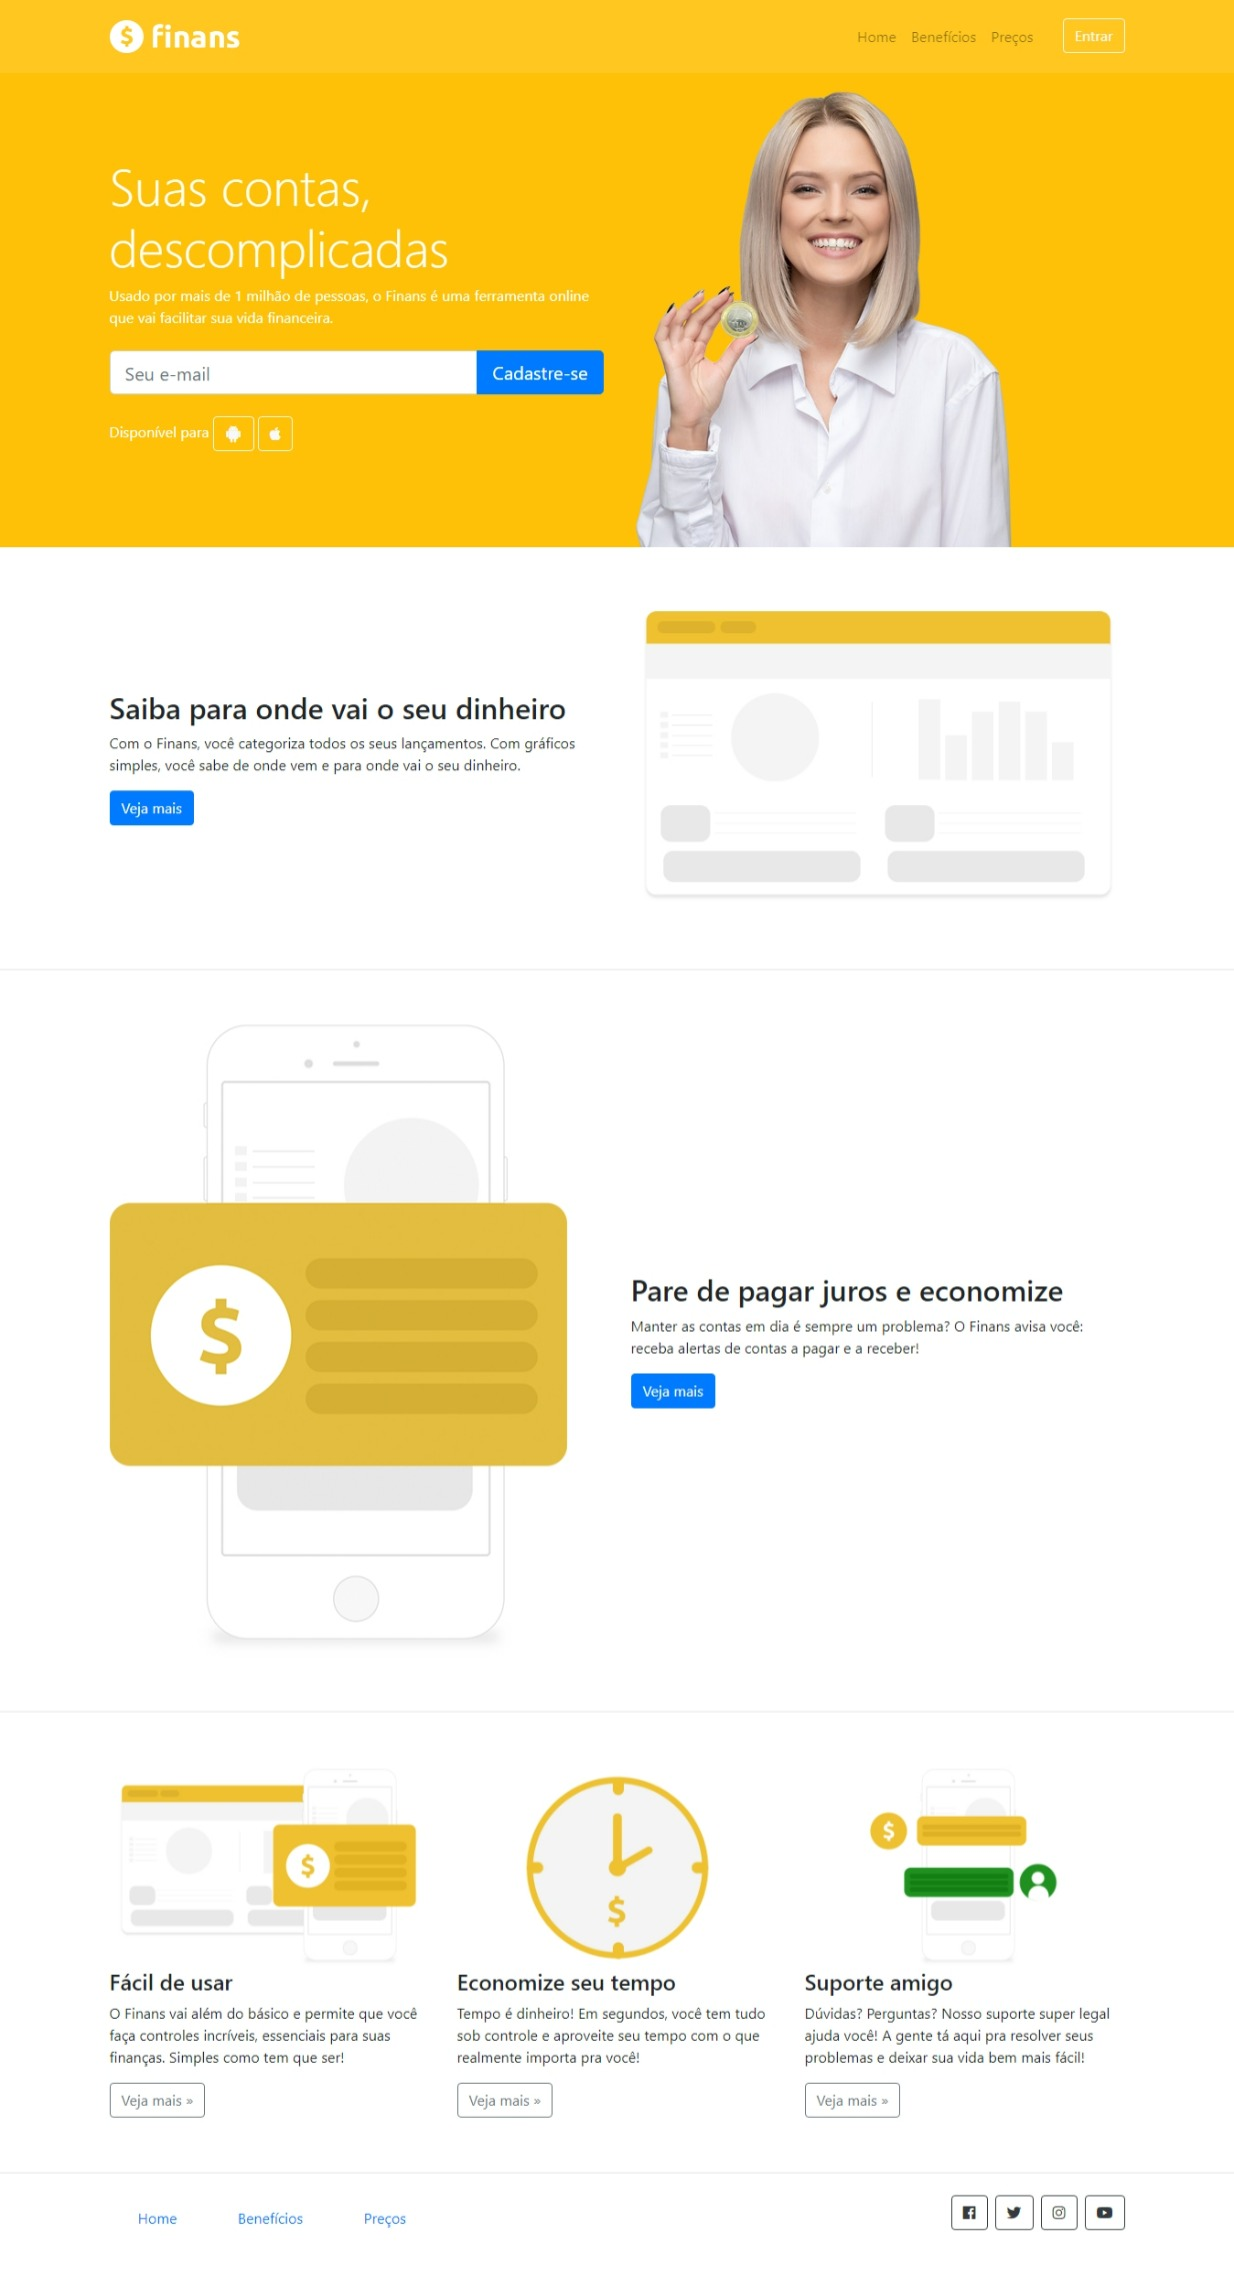 $ finans
Home Benefícios Preços Entrar
Suas contas,
descomplicadas
Usado por mais de 1 milhão de pessoas, o Finans é uma ferramenta online
que vai facilitar sua vida financeira.
Seu e-mail Cadastre-se
Disponível para
Saiba para onde vai o seu dinheiro
Com o Finans, você categoriza todos os seus lançamentos. Com gráficos
simples, você sabe de onde vem e para onde vai o seu dinheiro.
Veja mais
$
Pare de pagar juros e economize
Manter as contas em dia é sempre um problema? O Finans avisa você:
receba alertas de contas a pagar e a receber!
Veja mais
$
Fácil de usar
O Finans vai além do básico e permite que você
faça controles incríveis, essenciais para suas
finanças. Simples como tem que ser!
Veja mais »
$
Economize seu tempo
Tempo é dinheiro! Em segundos, você tem tudo
sob controle e aproveite seu tempo com o que
realmente importa pra você!
Veja mais »
$
Suporte amigo
Dúvidas? Perguntas? Nosso suporte super legal
ajuda você! A gente tá aqui pra resolver seus
problemas e deixar sua vida bem mais fácil!
Veja mais »
Home Benefícios Preços